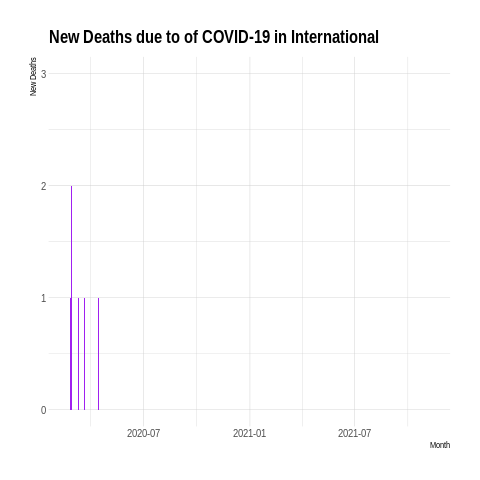 New Deaths due to of COVID-19 in International
New Deaths
3
2
1
0
2020-07 2021-01 2021-07
Month